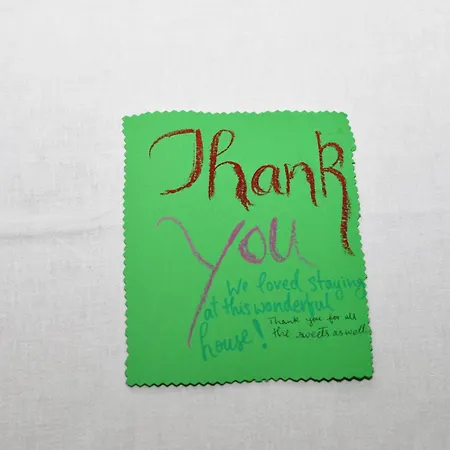 Thank
You
We loved staying
at this wonderful
house!
Thank you for all
the sweets as well.